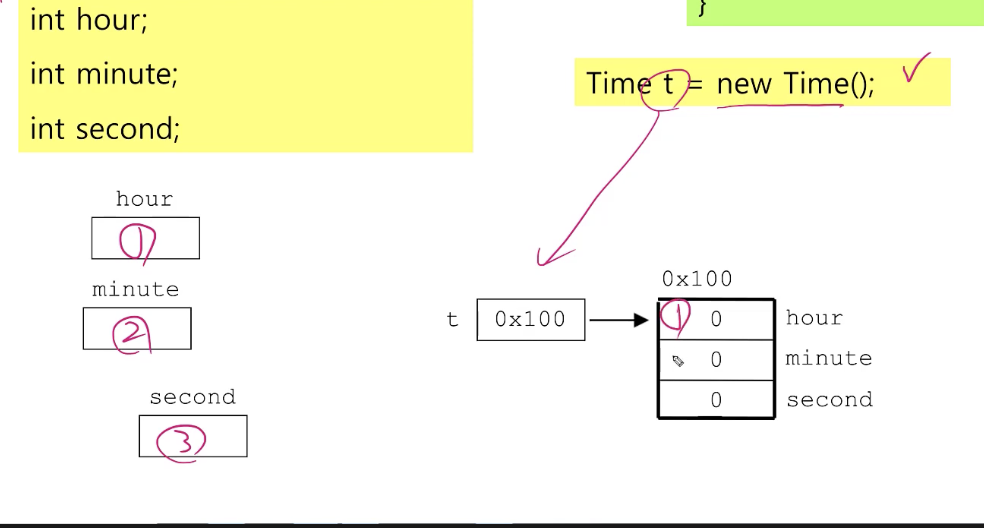 int hour;
int minute;
int second;
}
Time t = new Time();
hour
①
minute
②
second
③
0x100
t 0x100 ① 0 hour
0 minute
0 second